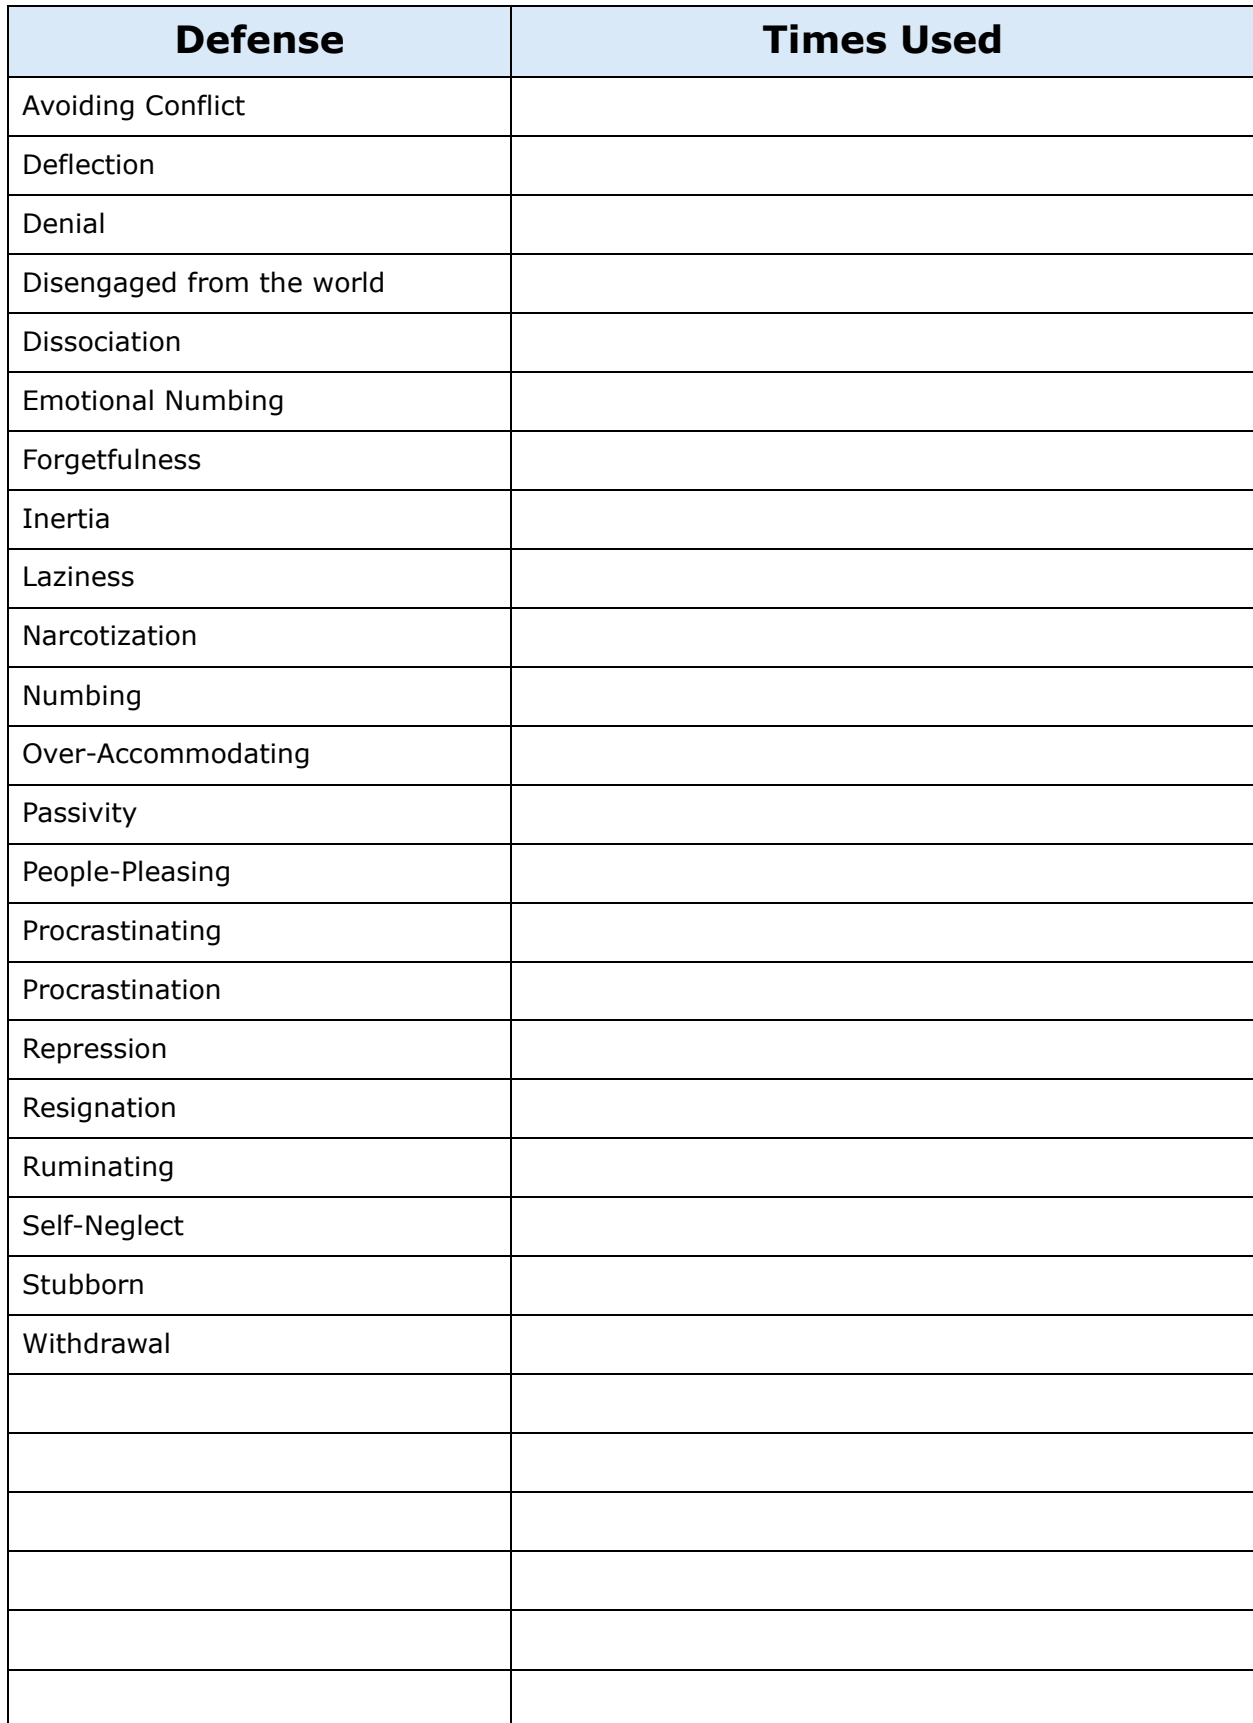 Defense Times Used
Avoiding Conflict
Deflection
Denial
Disengaged from the world
Dissociation
Emotional Numbing
Forgetfulness
Inertia
Laziness
Narcotization
Numbing
Over-Accommodating
Passivity
People-Pleasing
Procrastinating
Procrastination
Repression
Resignation
Ruminating
Self-Neglect
Stubborn
Withdrawal